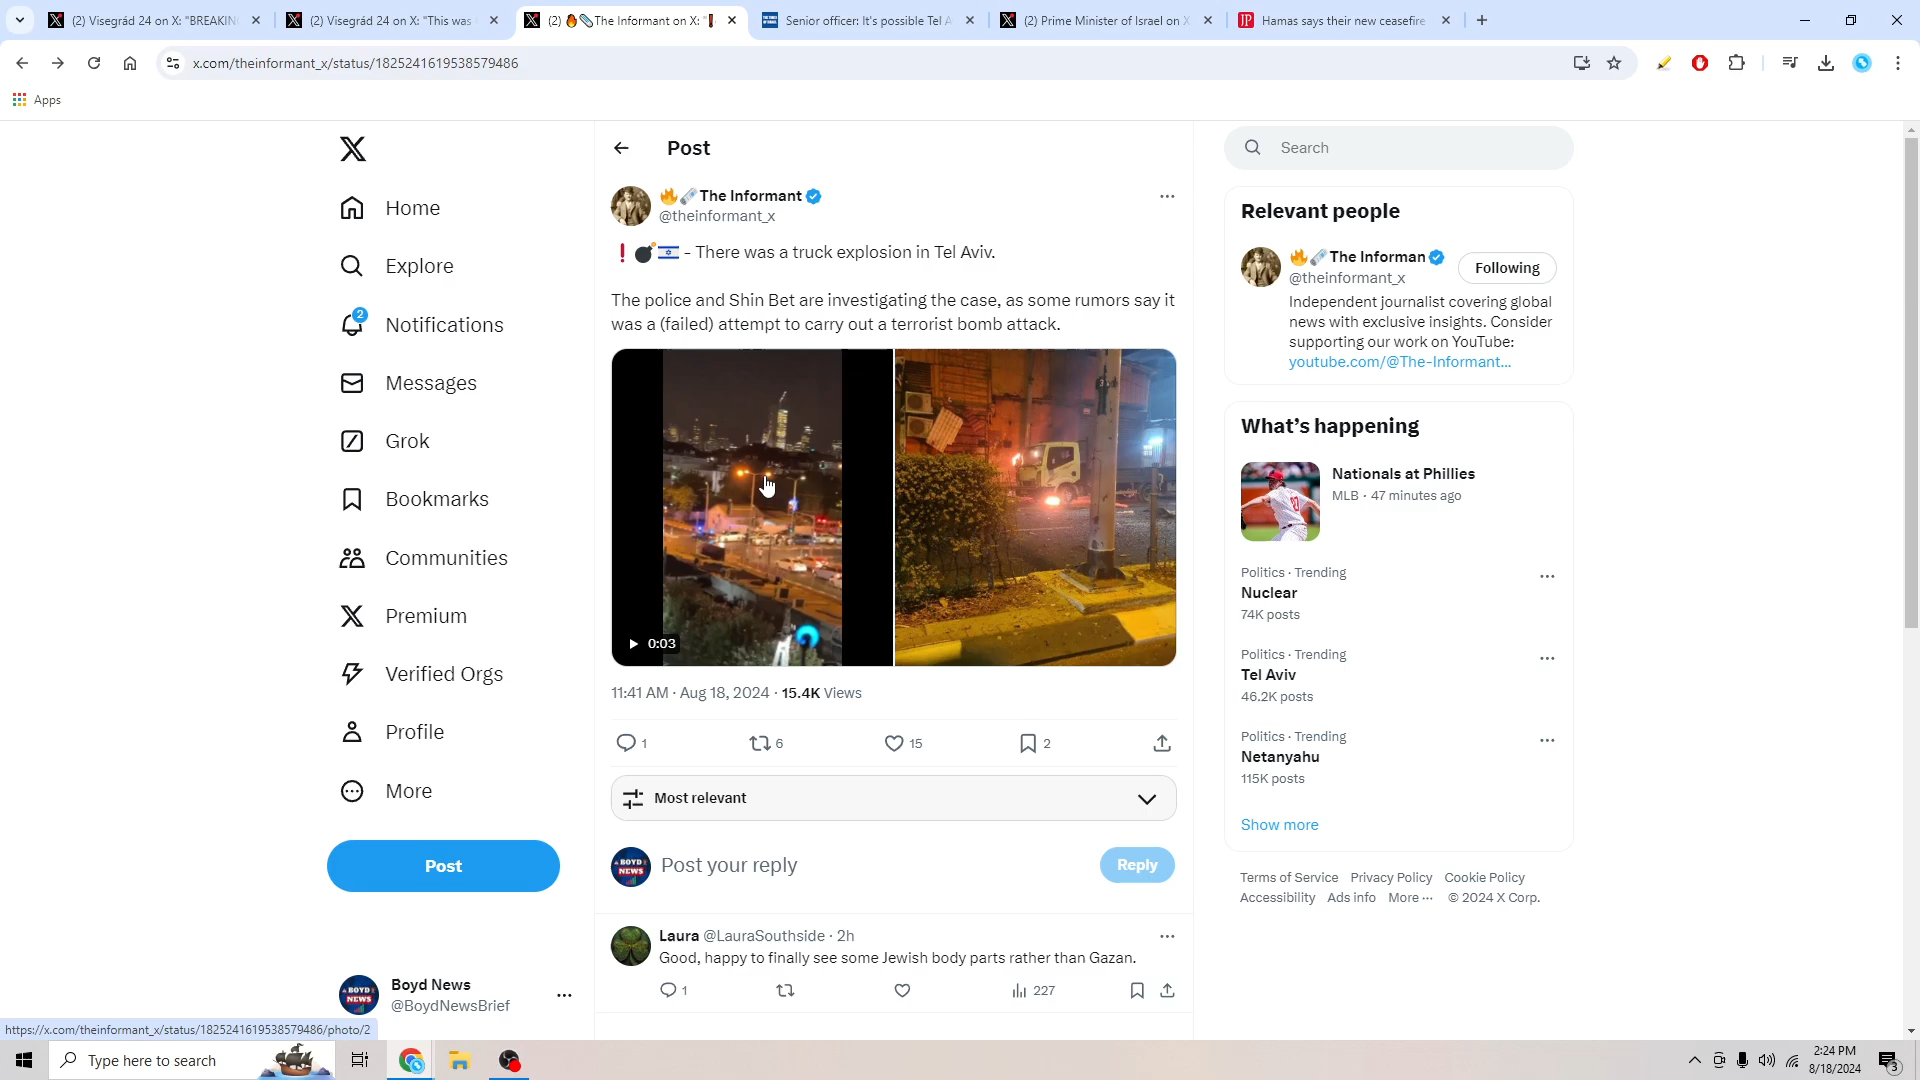 (2) Visegrád 24 on X: "BREAKIN
(2) Visegrád 24 on X: "This was
(2) 🔥🗞The Informant on X: "❗
Senior officer: It's possible Tel A
(2) Prime Minister of Israel on X
Hamas says their new ceasefire
x.com/theinformant_x/status/1825241619538579486
Apps
Home
Explore
2
Notifications
Messages
Grok
Bookmarks
Communities
Premium
Verified Orgs
Profile
More
Post
Boyd News
@BoydNewsBrief
Post
🔥🗞The Informant
@theinformant_x
❗💣🇮🇱 - There was a truck explosion in Tel Aviv.
The police and Shin Bet are investigating the case, as some rumors say it
was a (failed) attempt to carry out a terrorist bomb attack.
0:03
11:41 AM · Aug 18, 2024 · 15.4K Views
1
6
15
2
Most relevant
BOYD
NEWS
Post your reply
Reply
Laura @LauraSouthside · 2h
Good, happy to finally see some Jewish body parts rather than Gazan.
1
227
Search
Relevant people
🔥🗞The Informan
@theinformant_x
Following
Independent journalist covering global
news with exclusive insights. Consider
supporting our work on YouTube:
youtube.com/@The-Informant…
What's happening
Nationals at Phillies
MLB · 47 minutes ago
Politics · Trending
Nuclear
74K posts
Politics · Trending
Tel Aviv
46.2K posts
Politics · Trending
Netanyahu
115K posts
Show more
Terms of Service Privacy Policy Cookie Policy
Accessibility Ads info More ··· © 2024 X Corp.
https://x.com/theinformant_x/status/1825241619538579486/photo/2
Type here to search
2:24 PM
8/18/2024
3